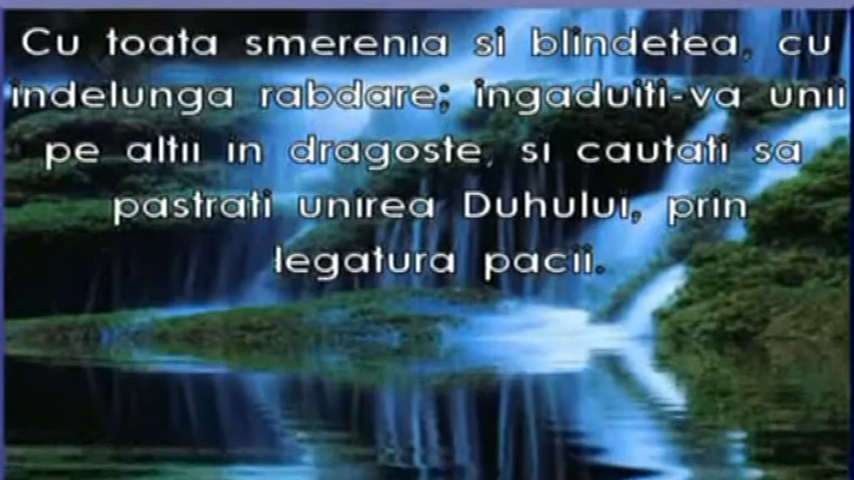 Cu toata smerenia si blindetea, cu
indelunga rabdare; ingaduiti-va unii
pe altii in dragoste, si cautati sa
pastrati unirea Duhului, prin
legatura pacii.